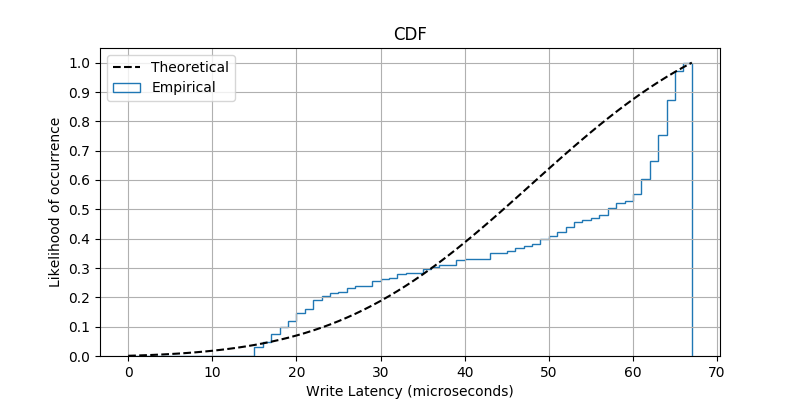 CDF
Theoretical
Empirical
Likelihood of occurrence
1.0
0.9
0.8
0.7
0.6
0.5
0.4
0.3
0.2
0.1
0.0
0 10 20 30 40 50 60 70
Write Latency (microseconds)